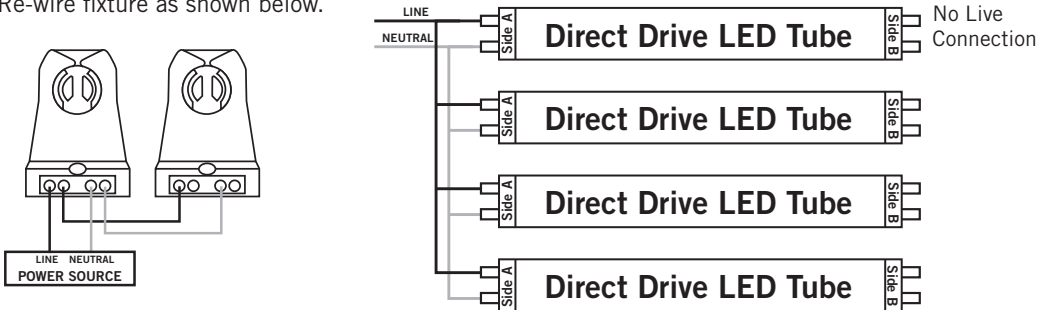 Re-wire fixture as shown below.
LINE
NEUTRAL
Side A
Direct Drive LED Tube
Side B
No Live
Connection
Side A
Direct Drive LED Tube
Side B
Side A
Direct Drive LED Tube
Side B
Side A
Direct Drive LED Tube
Side B
LINE NEUTRAL
POWER SOURCE